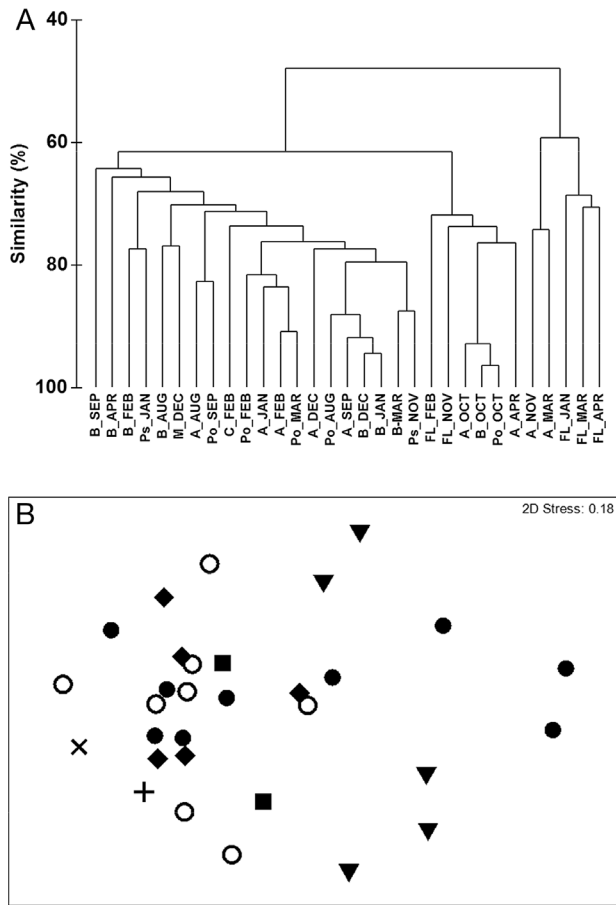 A
40
60
80
100
Similarity (%)
B_SEP
B_APR
B_FEB
Ps_JAN
B_AUG
M_DEC
A_AUG
Po_SEP
C_FEB
Po_FEB
A_JAN
A_FEB
Po_MAR
A_DEC
Po_AUG
A_SEP
B_DEC
B_JAN
B-MAR
Ps_NOV
FL_FEB
FL_NOV
A_OCT
B_OCT
Po_OCT
A_APR
A_NOV
A_MAR
FL_JAN
FL_MAR
FL_APR
B
2D Stress: 0.18